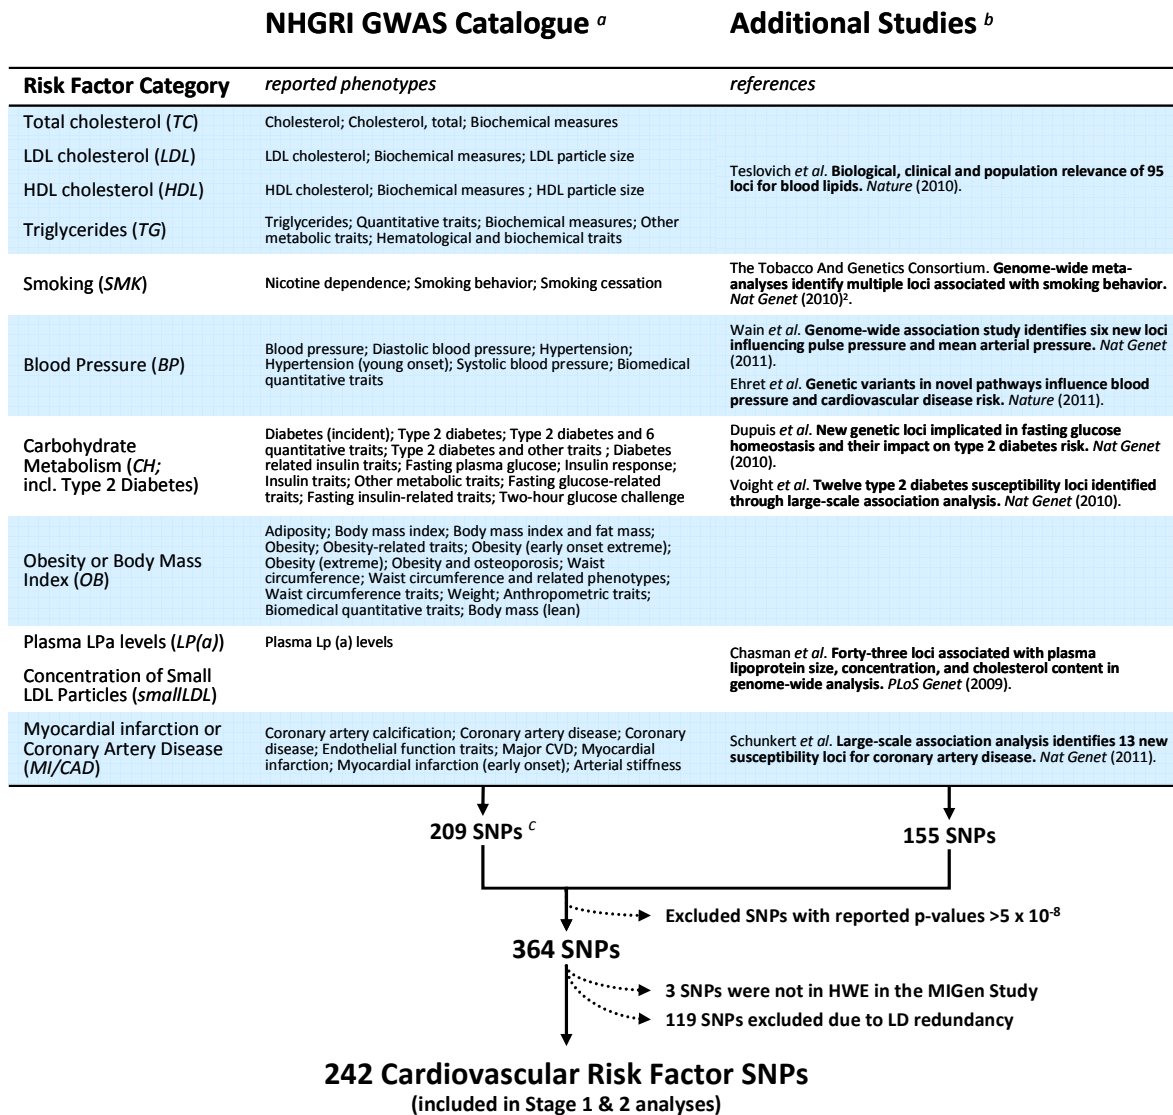 NHGRI GWAS Catalogue a
Additional Studies b
Risk Factor Category
reported phenotypes
references
Total cholesterol (TC)
Cholesterol; Cholesterol, total; Biochemical measures
LDL cholesterol (LDL)
LDL cholesterol; Biochemical measures; LDL particle size
HDL cholesterol (HDL)
HDL cholesterol; Biochemical measures ; HDL particle size
Triglycerides (TG)
Triglycerides; Quantitative traits; Biochemical measures; Other
metabolic traits; Hematological and biochemical traits
Teslovich et al. Biological, clinical and population relevance of 95
loci for blood lipids. Nature (2010).
Smoking (SMK)
Nicotine dependence; Smoking behavior; Smoking cessation
The Tobacco And Genetics Consortium. Genome-wide meta-
analyses identify multiple loci associated with smoking behavior.
Nat Genet (2010)².
Blood Pressure (BP)
Blood pressure; Diastolic blood pressure; Hypertension;
Hypertension (young onset); Systolic blood pressure; Biomedical
quantitative traits
Wain et al. Genome-wide association study identifies six new loci
influencing pulse pressure and mean arterial pressure. Nat Genet
(2011).
Ehret et al. Genetic variants in novel pathways influence blood
pressure and cardiovascular disease risk. Nature (2011).
Carbohydrate
Metabolism (CH;
incl. Type 2 Diabetes)
Diabetes (incident); Type 2 diabetes; Type 2 diabetes and 6
quantitative traits; Type 2 diabetes and other traits ; Diabetes
related insulin traits; Fasting plasma glucose; Insulin response;
Insulin traits; Other metabolic traits; Fasting glucose-related
traits; Fasting insulin-related traits; Two-hour glucose challenge
Dupuis et al. New genetic loci implicated in fasting glucose
homeostasis and their impact on type 2 diabetes risk. Nat Genet
(2010).
Voight et al. Twelve type 2 diabetes susceptibility loci identified
through large-scale association analysis. Nat Genet (2010).
Obesity or Body Mass
Index (OB)
Adiposity; Body mass index; Body mass index and fat mass;
Obesity; Obesity-related traits; Obesity (early onset extreme);
Obesity (extreme); Obesity and osteoporosis; Waist
circumference; Waist circumference and related phenotypes;
Waist circumference traits; Weight; Anthropometric traits;
Biomedical quantitative traits; Body mass (lean)
Plasma LPa levels (LP(a))
Plasma Lp (a) levels
Concentration of Small
LDL Particles (smallLDL)
Chasman et al. Forty-three loci associated with plasma
lipoprotein size, concentration, and cholesterol content in
genome-wide analysis. PLoS Genet (2009).
Myocardial infarction or
Coronary Artery Disease
(MI/CAD)
Coronary artery calcification; Coronary artery disease; Coronary
disease; Endothelial function traits; Major CVD; Myocardial
infarction; Myocardial infarction (early onset); Arterial stiffness
Schunkert et al. Large-scale association analysis identifies 13 new
susceptibility loci for coronary artery disease. Nat Genet (2011).
209 SNPs c
155 SNPs
Excluded SNPs with reported p-values >5 x 10⁻⁸
364 SNPs
3 SNPs were not in HWE in the MIGen Study
119 SNPs excluded due to LD redundancy
242 Cardiovascular Risk Factor SNPs
(included in Stage 1 & 2 analyses)